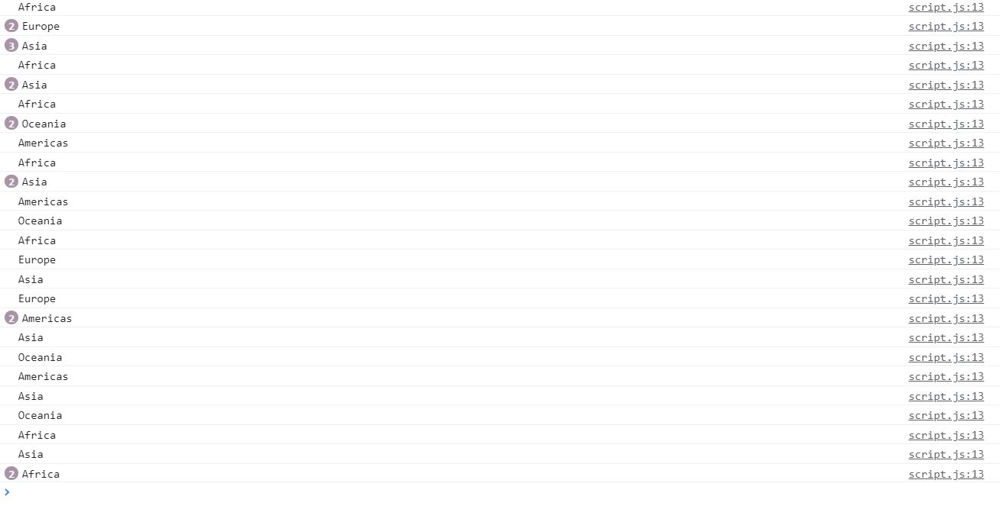 Africa script.js:13
2 Europe script.js:13
3 Asia script.js:13
Africa script.js:13
2 Asia script.js:13
Africa script.js:13
2 Oceania script.js:13
Americas script.js:13
Africa script.js:13
2 Asia script.js:13
Americas script.js:13
Oceania script.js:13
Africa script.js:13
Europe script.js:13
Asia script.js:13
Europe script.js:13
2 Americas script.js:13
Asia script.js:13
Oceania script.js:13
Americas script.js:13
Asia script.js:13
Oceania script.js:13
Africa script.js:13
Asia script.js:13
2 Africa script.js:13